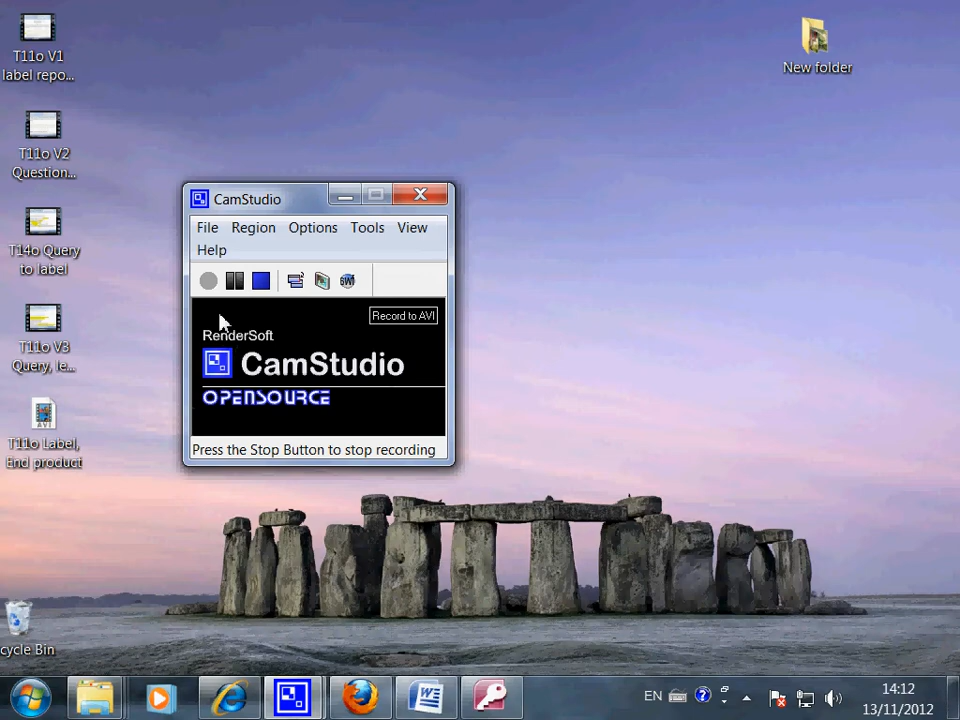 T11o V1
label repo...
T11o V2
Question...
T14o Query
to label
T11o V3
Query, le...
T11o Label,
End product
cycle Bin
New folder
CamStudio
File Region Options Tools View
Help
SWF
Record to AVI
RenderSoft
CamStudio
OPENSOURCE
Press the Stop Button to stop recording
EN
14:12
13/11/2012